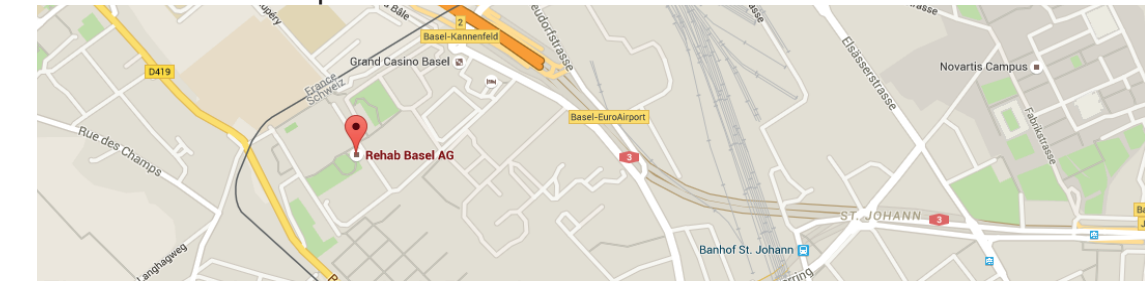 Bâle
2
Basel-Kannenfeld
Grand Casino Basel
D419
France
Schweiz
Elsässerstrasse
Novartis Campus
Basel-EuroAirport
Fabrikstrasse
Rue des Champs
Rehab Basel AG
3
ST. JOHANN
3
Banhof St. Johann
Langhagweg